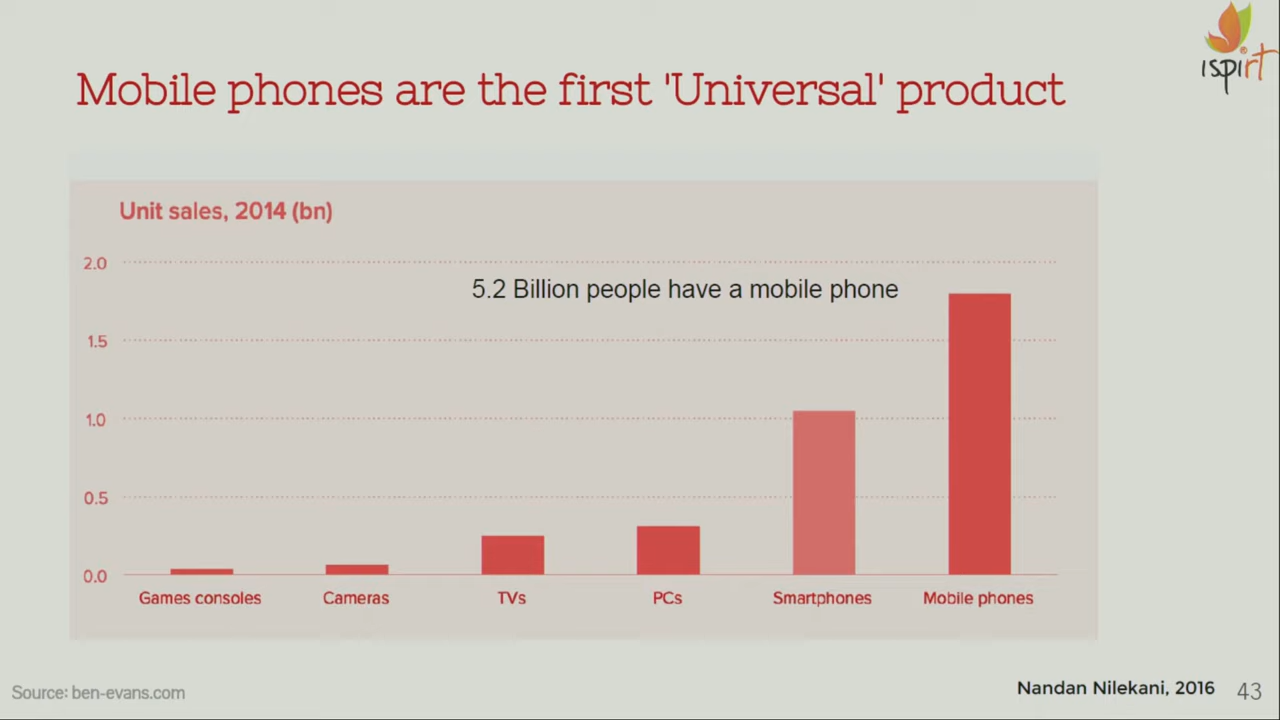 ispirt
Mobile phones are the first 'Universal' product
Unit sales, 2014 (bn)
2.0
5.2 Billion people have a mobile phone
1.5
1.0
0.5
0.0
Games consoles Cameras TVs PCs Smartphones Mobile phones
Source: ben-evans.com
Nandan Nilekani, 2016 43